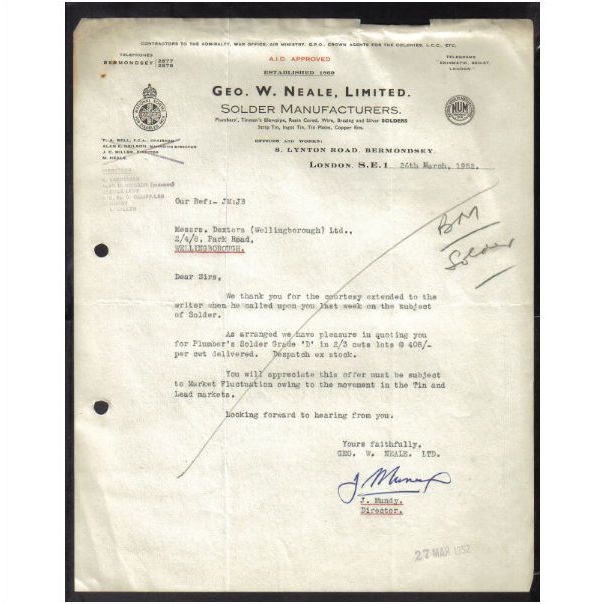 CONTRACTORS TO THE ADMIRALTY, WAR OFFICE, AIR MINISTRY, G.P.O., CROWN AGENTS FOR THE COLONIES, L.C.C., ETC.
TELEPHONES
BERMONDSEY 2877
2878
A.I.D. APPROVED
TELEGRAMS
LONDON
ESTABLISHED 1869
GEO. W. NEALE, LIMITED.
SOLDER MANUFACTURERS.
Plumbers', Tinman's Blowpipe, Resin Cored, Wire, Brazing and Silver SOLDERS
Strip Tin, Ingot Tin, Tin Plates, Copper Bits.
NUM
OFFICES AND WORKS:
8, LYNTON ROAD, BERMONDSEY,
LONDON, S.E.1 26th March, 1952.
DIRECTORS
Our Ref:- JM:JB
BM
Solder
Messrs. Dexters (Wellingborough) Ltd.,
2/4/8, Park Road,
WELLINGBOROUGH.
Dear Sirs,
We thank you for the courtesy extended to the
writer when he called upon you last week on the subject
of Solder.
As arranged we have pleasure in quoting you
for Plumber's Solder Grade 'D' in 2/3 cwts lots @ 408/-
per cwt delivered. Despatch ex stock.
You will appreciate this offer must be subject
to Market Fluctuation owing to the movement in the Tin and
Lead markets.
Looking forward to hearing from you.
Yours faithfully,
GEO. W. NEALE. LTD.
J Mundy
J. Mundy.
Director.
27 MAR 1952